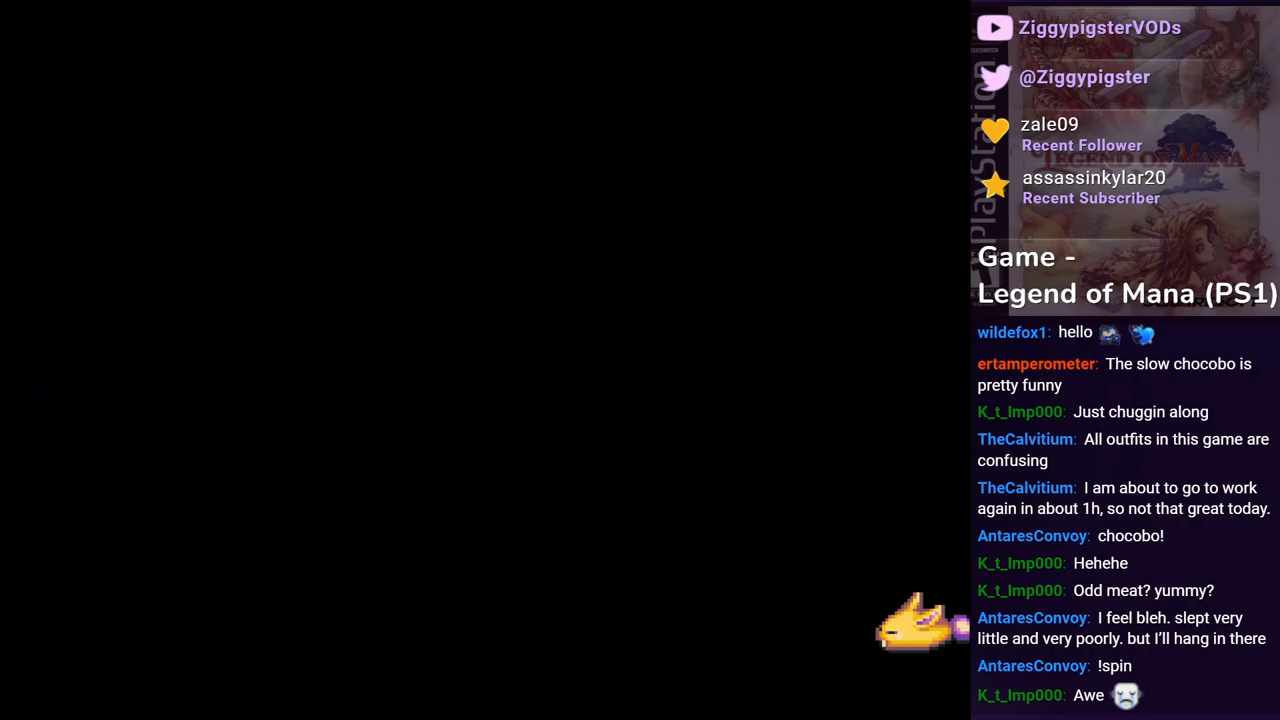 ZiggypigsterVODs
@Ziggypigster
zale09
Recent Follower
assassinkylar20
Recent Subscriber
PlayStation
LEGEND OF MANA
Game -
Legend of Mana (PS1)
wildefox1: hello
ertamperometer: The slow chocobo is
pretty funny
K_t_Imp000: Just chuggin along
TheCalvitium: All outfits in this game are
confusing
TheCalvitium: I am about to go to work
again in about 1h, so not that great today.
AntaresConvoy: chocobo!
K_t_Imp000: Hehehe
K_t_Imp000: Odd meat? yummy?
AntaresConvoy: I feel bleh. slept very
little and very poorly. but I’ll hang in there
AntaresConvoy: !spin
K_t_Imp000: Awe